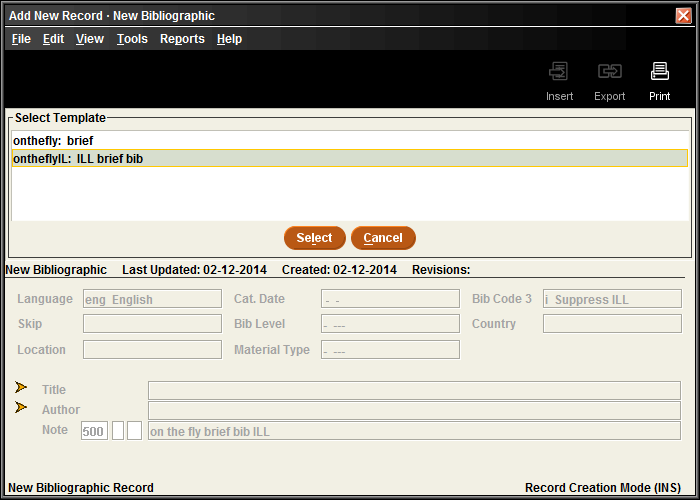 Add New Record · New Bibliographic
File Edit View Tools Reports Help
Insert Export Print
Select Template
onthefly: brief
ontheflyIL: ILL brief bib
Select Cancel
New Bibliographic Last Updated: 02-12-2014 Created: 02-12-2014 Revisions:
Language eng English Cat. Date - - Bib Code 3 i Suppress ILL
Skip Bib Level - --- Country
Location Material Type - ---
Title
Author
Note 500 on the fly brief bib ILL
New Bibliographic Record Record Creation Mode (INS)